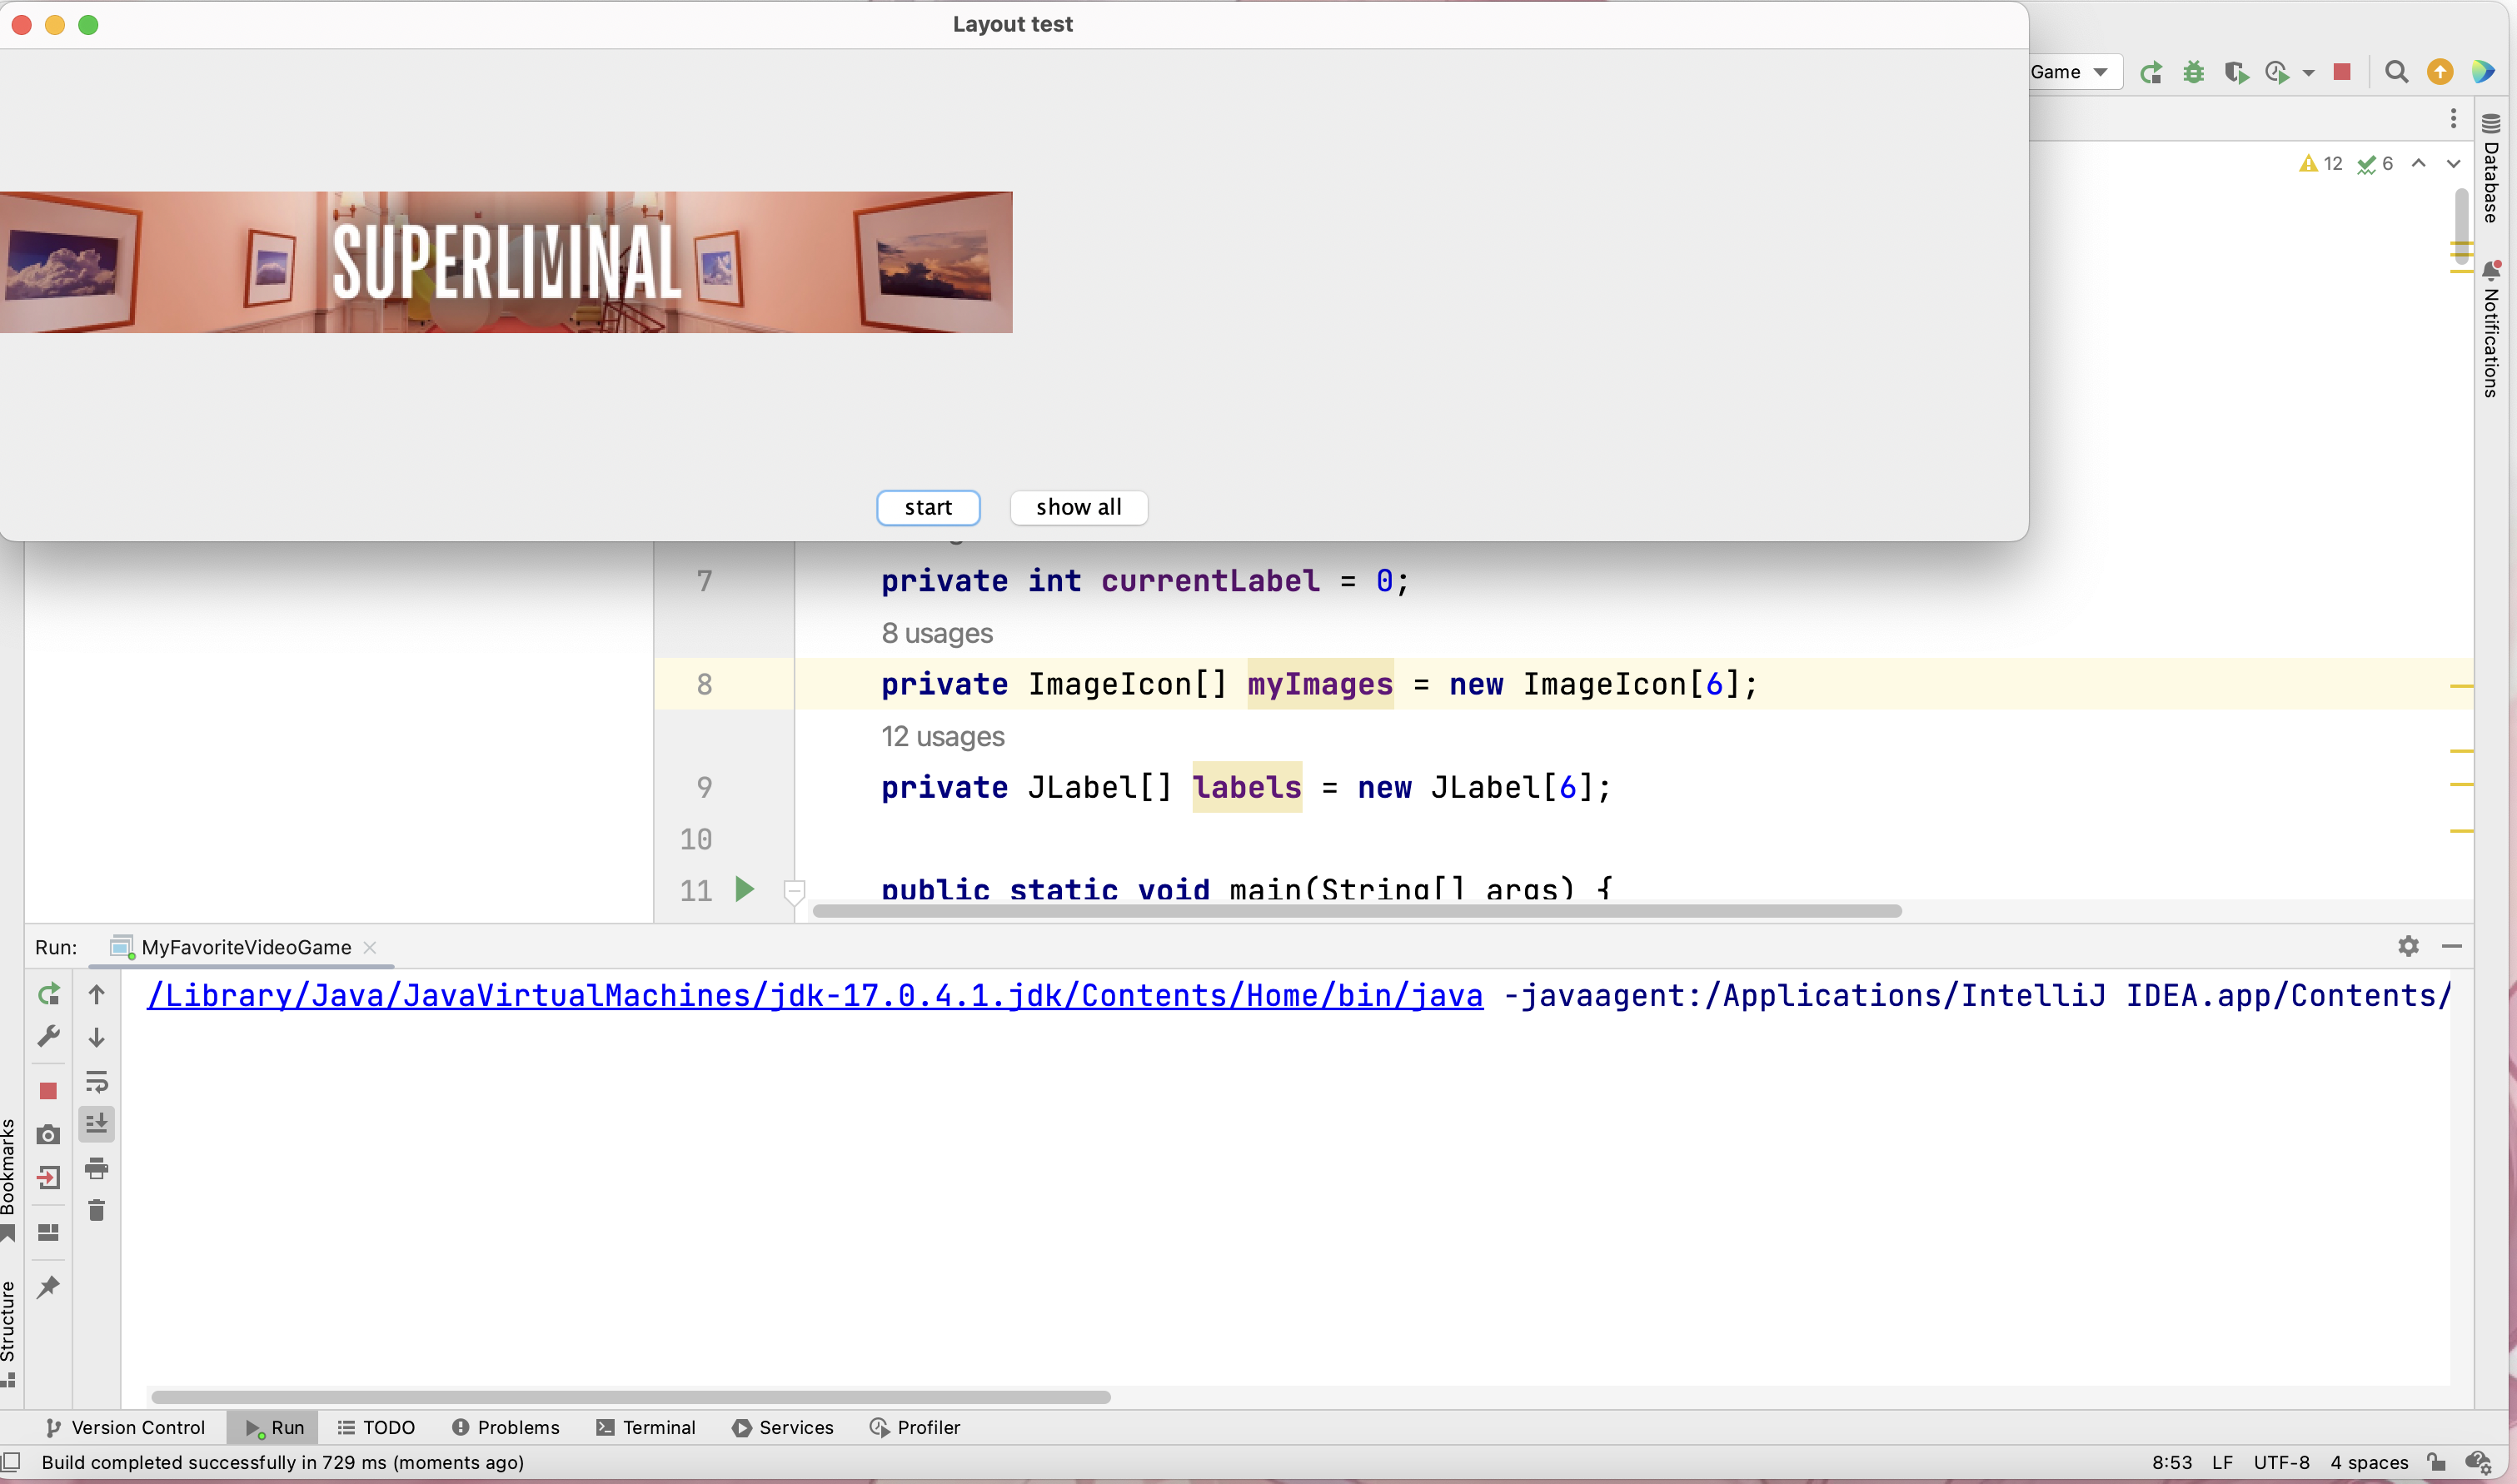 Layout test
Game
12 6
SUPERLIMINAL
start show all
7 private int currentLabel = 0;
8 usages
8 private ImageIcon[] myImages = new ImageIcon[6];
12 usages
9 private JLabel[] labels = new JLabel[6];
10
11 public static void main(String[] args) {
Database
Notifications
Run: MyFavoriteVideoGame
/Library/Java/JavaVirtualMachines/jdk-17.0.4.1.jdk/Contents/Home/bin/java -javaagent:/Applications/IntelliJ IDEA.app/Contents/
Bookmarks
Structure
Version Control Run TODO Problems Terminal Services Profiler
Build completed successfully in 729 ms (moments ago) 8:53 LF UTF-8 4 spaces